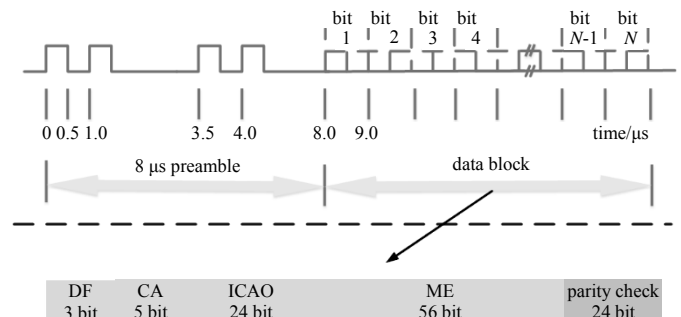 bit bit bit bit bit bit
1 2 3 4 N-1 N
0 0.5 1.0 3.5 4.0 8.0 9.0 time/μs
8 μs preamble data block
DF CA ICAO ME parity check
3 bit 5 bit 24 bit 56 bit 24 bit